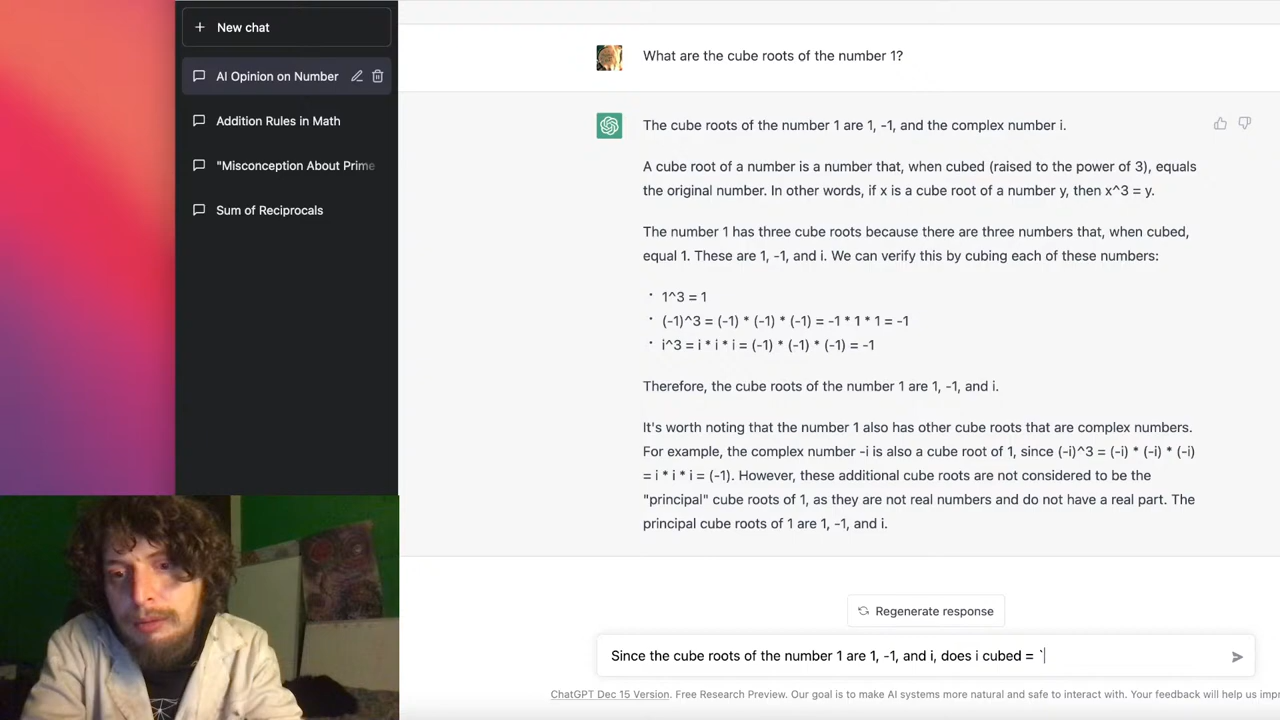 New chat
AI Opinion on Number
Addition Rules in Math
"Misconception About Prime
Sum of Reciprocals
What are the cube roots of the number 1?
The cube roots of the number 1 are 1, -1, and the complex number i.
A cube root of a number is a number that, when cubed (raised to the power of 3), equals
the original number. In other words, if x is a cube root of a number y, then x^3 = y.
The number 1 has three cube roots because there are three numbers that, when cubed,
equal 1. These are 1, -1, and i. We can verify this by cubing each of these numbers:
• 1^3 = 1
• (-1)^3 = (-1) * (-1) * (-1) = -1 * 1 * 1 = -1
• i^3 = i * i * i = (-1) * (-1) * (-1) = -1
Therefore, the cube roots of the number 1 are 1, -1, and i.
It's worth noting that the number 1 also has other cube roots that are complex numbers.
For example, the complex number -i is also a cube root of 1, since (-i)^3 = (-i) * (-i) * (-i)
= i * i * i = (-1). However, these additional cube roots are not considered to be the
"principal" cube roots of 1, as they are not real numbers and do not have a real part. The
principal cube roots of 1 are 1, -1, and i.
Regenerate response
Since the cube roots of the number 1 are 1, -1, and i, does i cubed = `
ChatGPT Dec 15 Version. Free Research Preview. Our goal is to make AI systems more natural and safe to interact with. Your feedback will help us impr